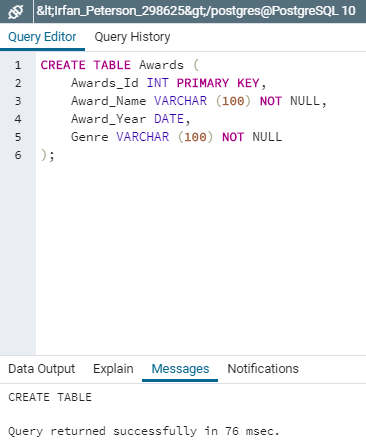 &lt;Irfan_Peterson_298625&gt;/postgres@PostgreSQL 10
Query Editor Query History
1 CREATE TABLE Awards (
2 Awards_Id INT PRIMARY KEY,
3 Award_Name VARCHAR (100) NOT NULL,
4 Award_Year DATE,
5 Genre VARCHAR (100) NOT NULL
6 );
Data Output Explain Messages Notifications
CREATE TABLE
Query returned successfully in 76 msec.